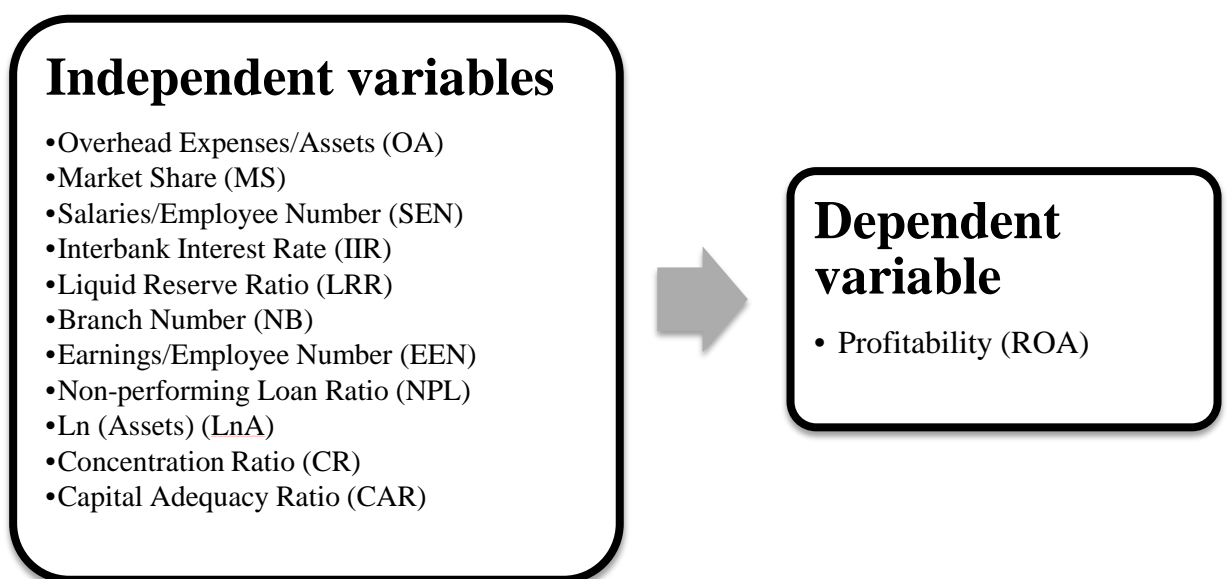 Independent variables
•Overhead Expenses/Assets (OA)
•Market Share (MS)
•Salaries/Employee Number (SEN)
•Interbank Interest Rate (IIR)
•Liquid Reserve Ratio (LRR)
•Branch Number (NB)
•Earnings/Employee Number (EEN)
•Non-performing Loan Ratio (NPL)
•Ln (Assets) (LnA)
•Concentration Ratio (CR)
•Capital Adequacy Ratio (CAR)
Dependent
variable
• Profitability (ROA)